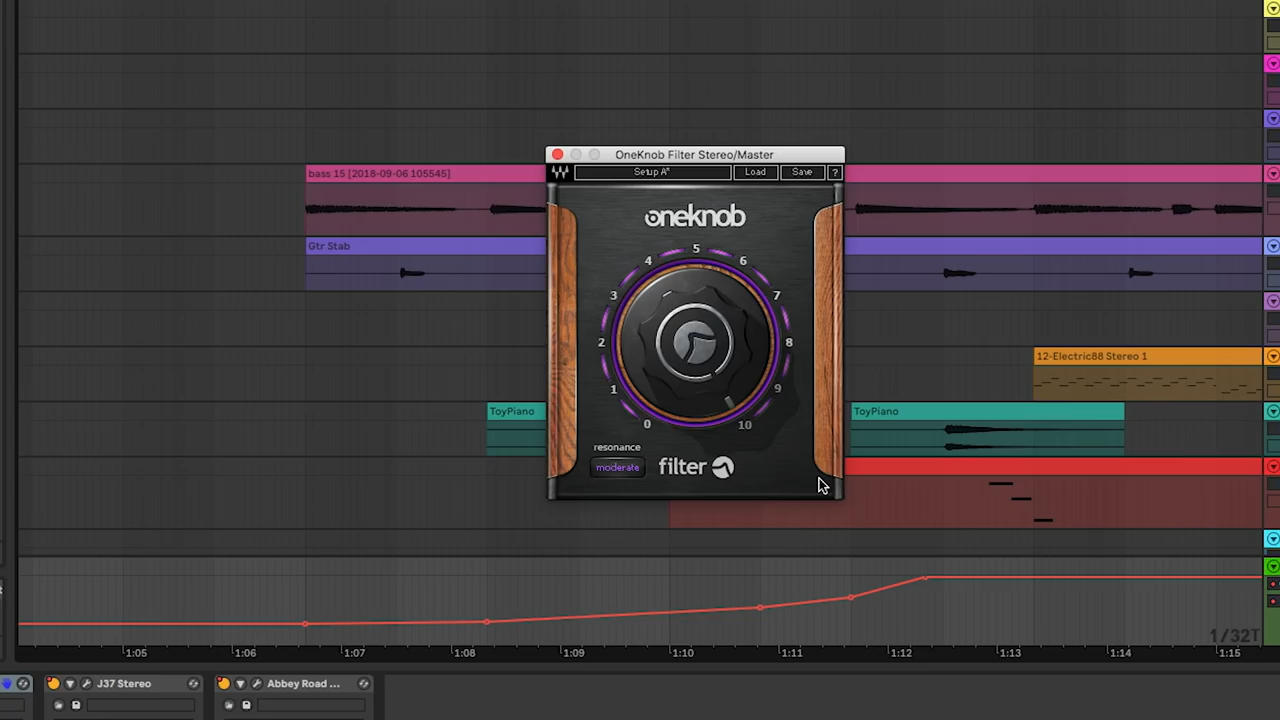 OneKnob Filter Stereo/Master
Setup A*
Load
Save
?
bass 15 [2018-09-06 105545]
oneknob
Gtr Stab
5
4
6
3
7
2
8
1
9
0
10
12-Electric88 Stereo 1
ToyPiano
ToyPiano
resonance
moderate
filter
1/32T
1:05
1:06
1:07
1:08
1:09
1:10
1:11
1:12
1:13
1:14
1:15
J37 Stereo
Abbey Road ...